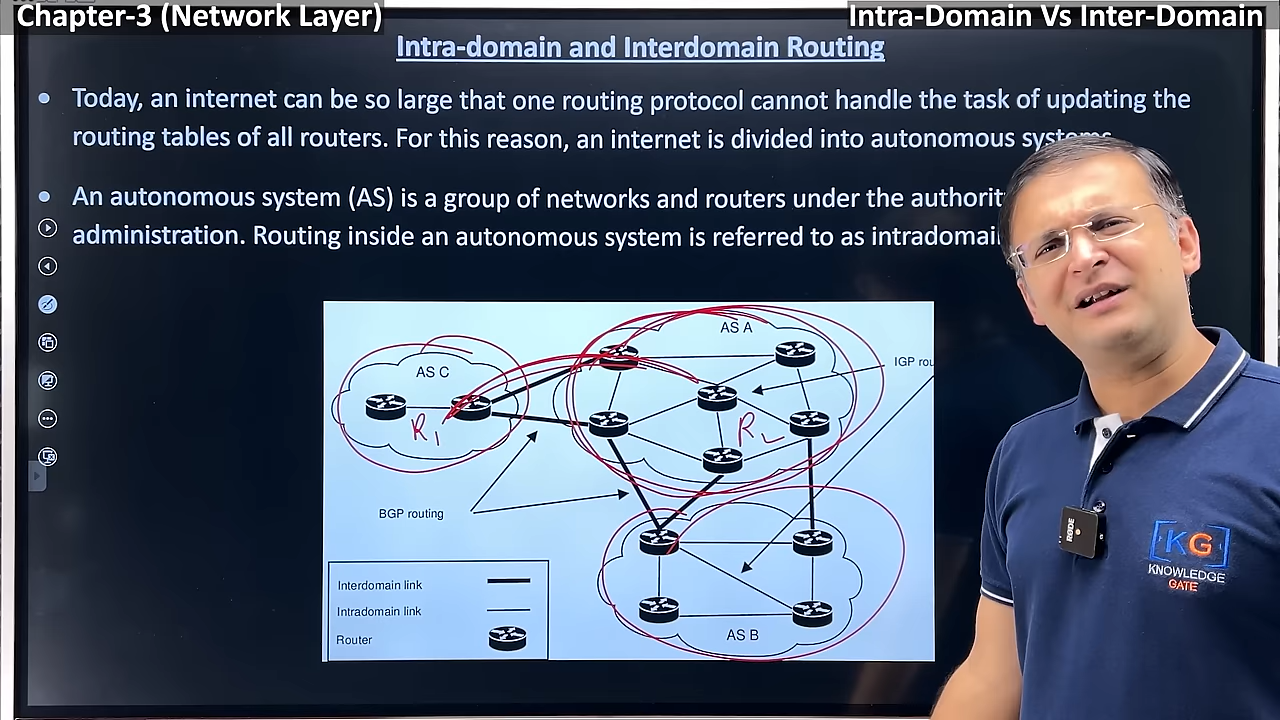 Chapter-3 (Network Layer)
Intra-Domain Vs Inter-Domain
Intra-domain and Interdomain Routing
Today, an internet can be so large that one routing protocol cannot handle the task of updating the
routing tables of all routers. For this reason, an internet is divided into autonomous systems.
An autonomous system (AS) is a group of networks and routers under the
administration. Routing inside an autonomous system is referred to as
AS A
AS C
IGP
R1
R2
BGP routing
Interdomain link
Intradomain link
Router
AS B
RØDE
KG
KNOWLEDGE
GATE